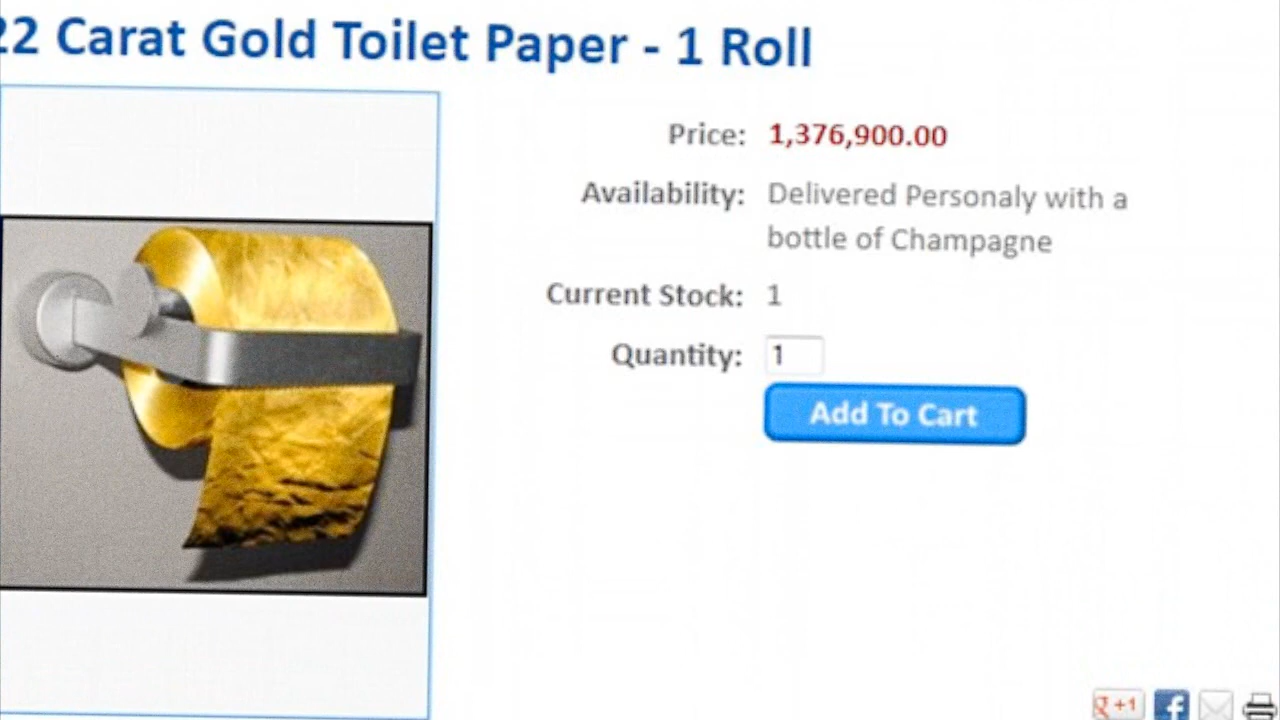 22 Carat Gold Toilet Paper - 1 Roll
Price: 1,376,900.00
Availability: Delivered Personaly with a
bottle of Champagne
Current Stock: 1
Quantity: 1
Add To Cart
g +1
f